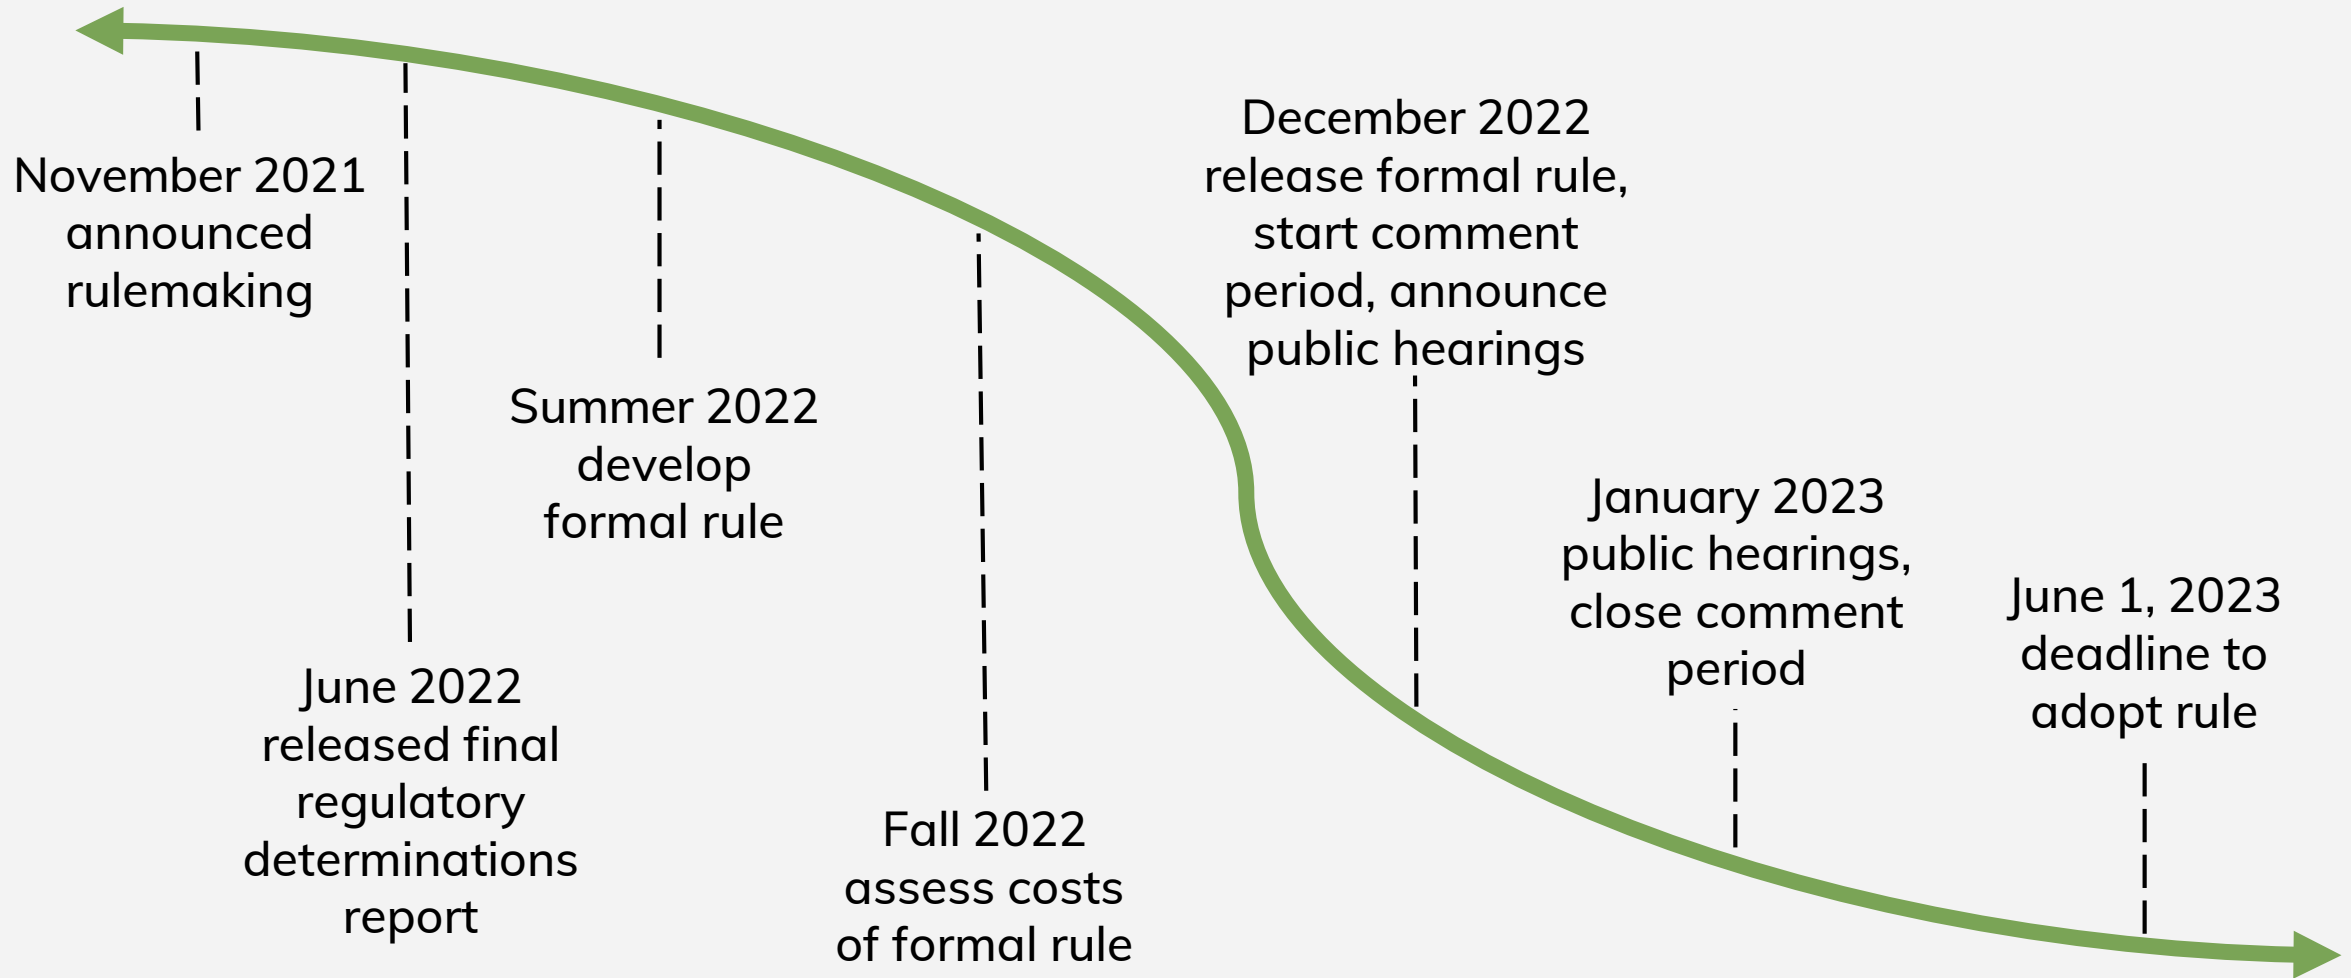 November 2021
announced
rulemaking
June 2022
released final
regulatory
determinations
report
Summer 2022
develop
formal rule
Fall 2022
assess costs
of formal rule
December 2022
release formal rule,
start comment
period, announce
public hearings
January 2023
public hearings,
close comment
period
June 1, 2023
deadline to
adopt rule